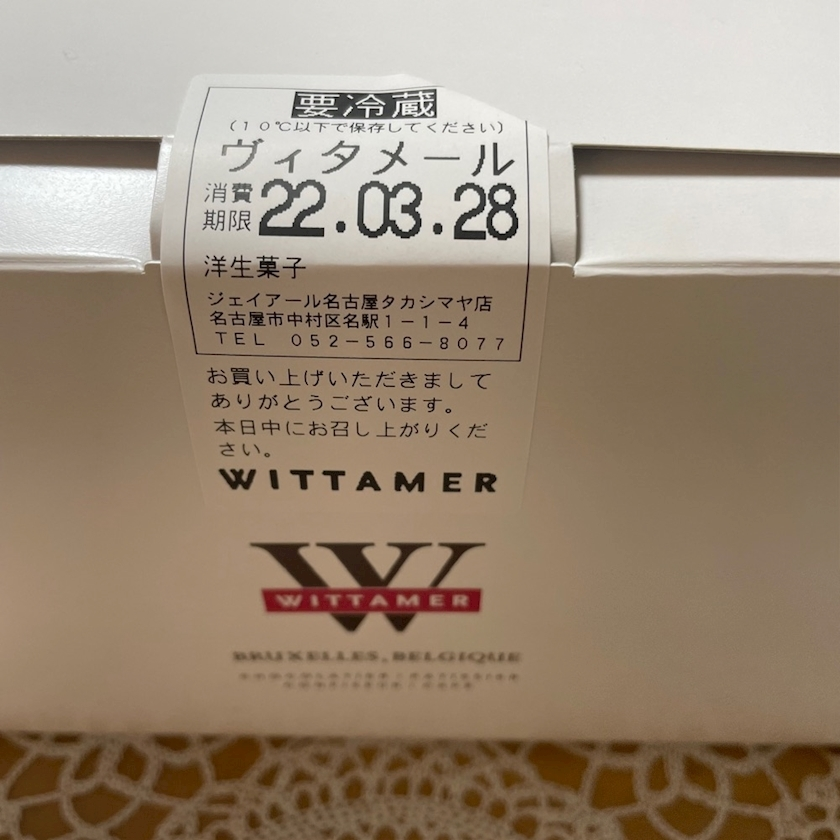 要冷蔵
(10℃以下で保存してください)
ヴィタメール
消費期限 22.03.28
洋生菓子
ジェイアール名古屋タカシマヤ店
名古屋市中村区名駅1-1-4
TEL 052-566-8077
お買い上げいただきまして
ありがとうございます。
本日中にお召し上がりくだ
さい。
WITTAMER
W
WITTAMER
BRUXELLES, BELGIQUE